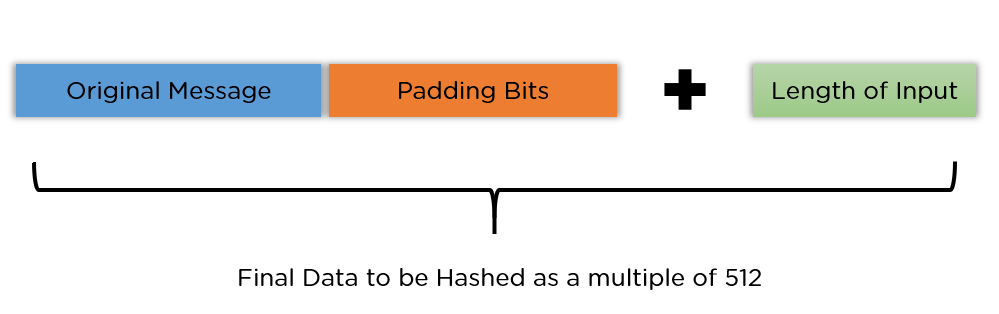 Original Message
Padding Bits
+
Length of Input
Final Data to be Hashed as a multiple of 512